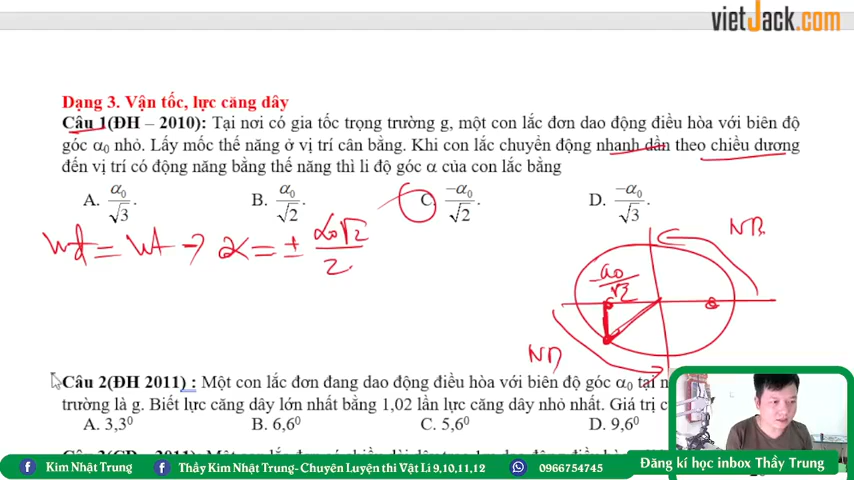 vietJack.com
Dạng 3. Vận tốc, lực căng dây
Câu 1(ĐH – 2010): Tại nơi có gia tốc trọng trường g, một con lắc đơn dao động điều hòa với biên độ
góc α₀ nhỏ. Lấy mốc thế năng ở vị trí cân bằng. Khi con lắc chuyển động nhanh dần theo chiều dương
đến vị trí có động năng bằng thế năng thì li độ góc α của con lắc bằng
A. α₀/√3. B. α₀/√2. C. -α₀/√2. D. -α₀/√3.
Wđ = Wt → α = ± α₀√2/2
-α₀/√2
Câu 2(ĐH 2011) : Một con lắc đơn đang dao động điều hòa với biên độ góc α₀ tại n
trường là g. Biết lực căng dây lớn nhất bằng 1,02 lần lực căng dây nhỏ nhất. Giá trị c
A. 3,3⁰ B. 6,6⁰ C. 5,6⁰ D. 9,6⁰
Kim Nhật Trung
Thầy Kim Nhật Trung- Chuyên Luyện thi Vật Lí 9,10,11,12
0966754745
Đăng kí học inbox Thầy Trung